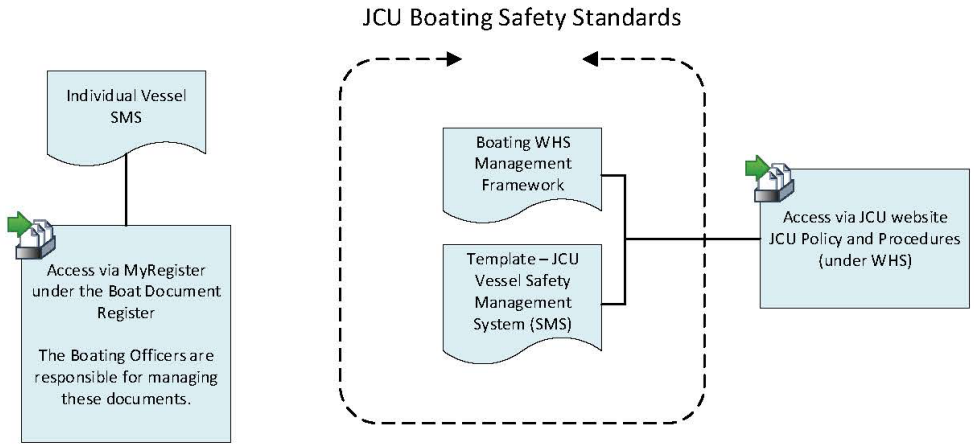 JCU Boating Safety Standards
Individual Vessel
SMS
Access via MyRegister
under the Boat Document
Register
The Boating Officers are
responsible for managing
these documents.
Boating WHS
Management
Framework
Template – JCU
Vessel Safety
Management
System (SMS)
Access via JCU website
JCU Policy and Procedures
(under WHS)